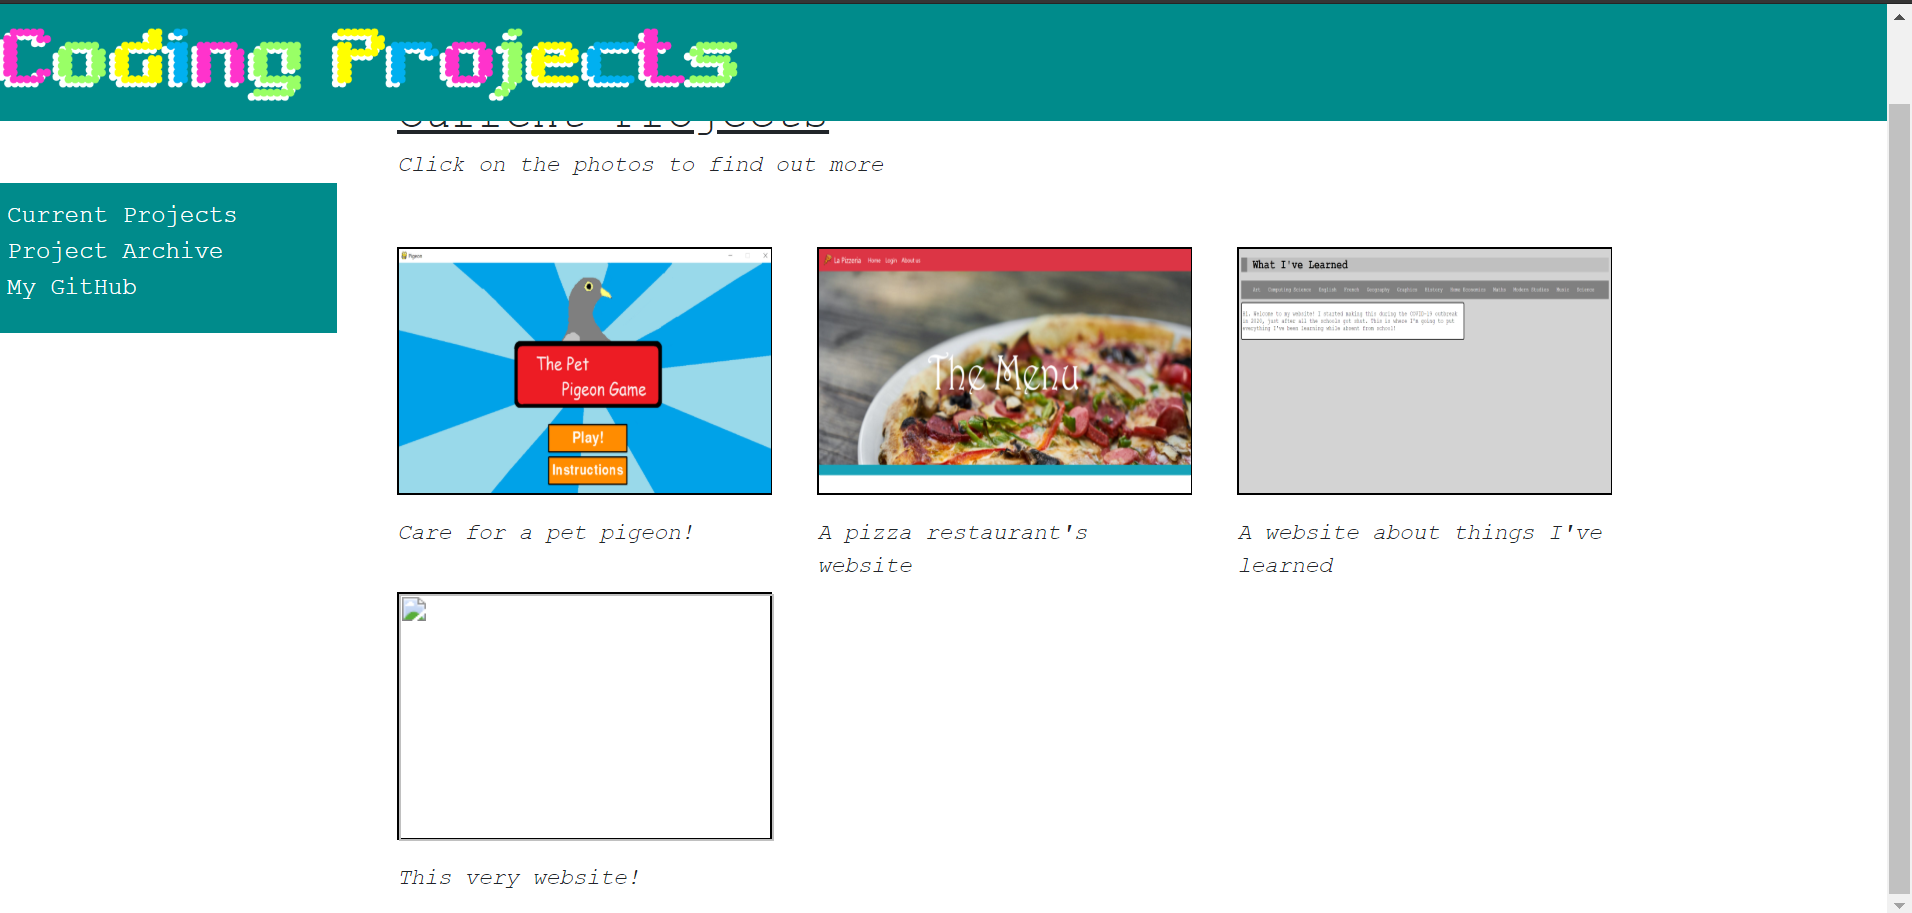 Coding Projects
Current Projects
Click on the photos to find out more
Current Projects
Project Archive
My GitHub
Pigeon
The Pet
Pigeon Game
Play!
Instructions
Care for a pet pigeon!
La Pizzeria Home Login About us
The Menu
A pizza restaurant's
website
What I've Learned
Art Computing Science English French Geography Graphics History Home Economics Maths Modern Studies Music Science
Hi. Welcome to my website! I started making this during the COVID-19 outbreak
in 2020, just after all the schools got shut. This is where I'm going to put
everything I've been learning while absent from school!
A website about things I've
learned
This very website!